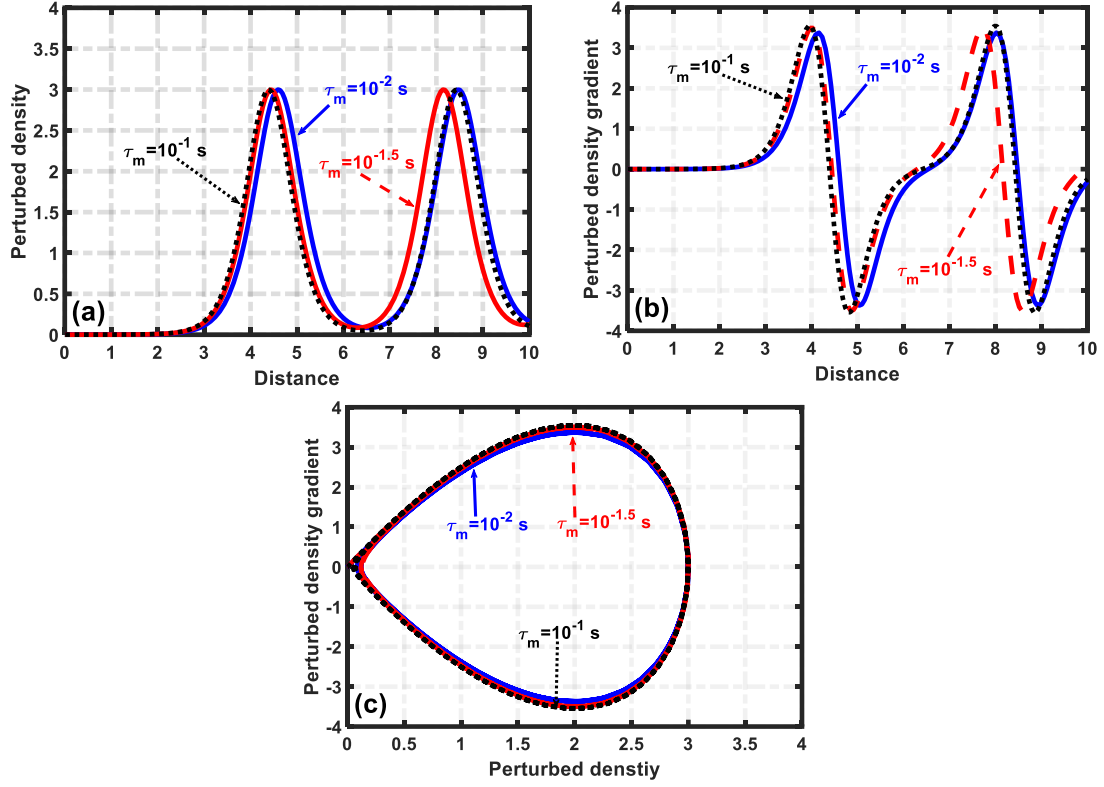 4
3.5
3
2.5
2
1.5
1
0.5
0
Perturbed density
τm=10-2 s
τm=10-1 s
τm=10-1.5 s
(a)
0 1 2 3 4 5 6 7 8 9 10
Distance
4
3
2
1
0
-1
-2
-3
-4
Perturbed density gradient
τm=10-1 s
τm=10-2 s
τm=10-1.5 s
(b)
0 1 2 3 4 5 6 7 8 9 10
Distance
4
3
2
1
0
-1
-2
-3
-4
Perturbed density gradient
τm=10-2 s
τm=10-1.5 s
τm=10-1 s
(c)
0 0.5 1 1.5 2 2.5 3 3.5 4
Perturbed denstiy